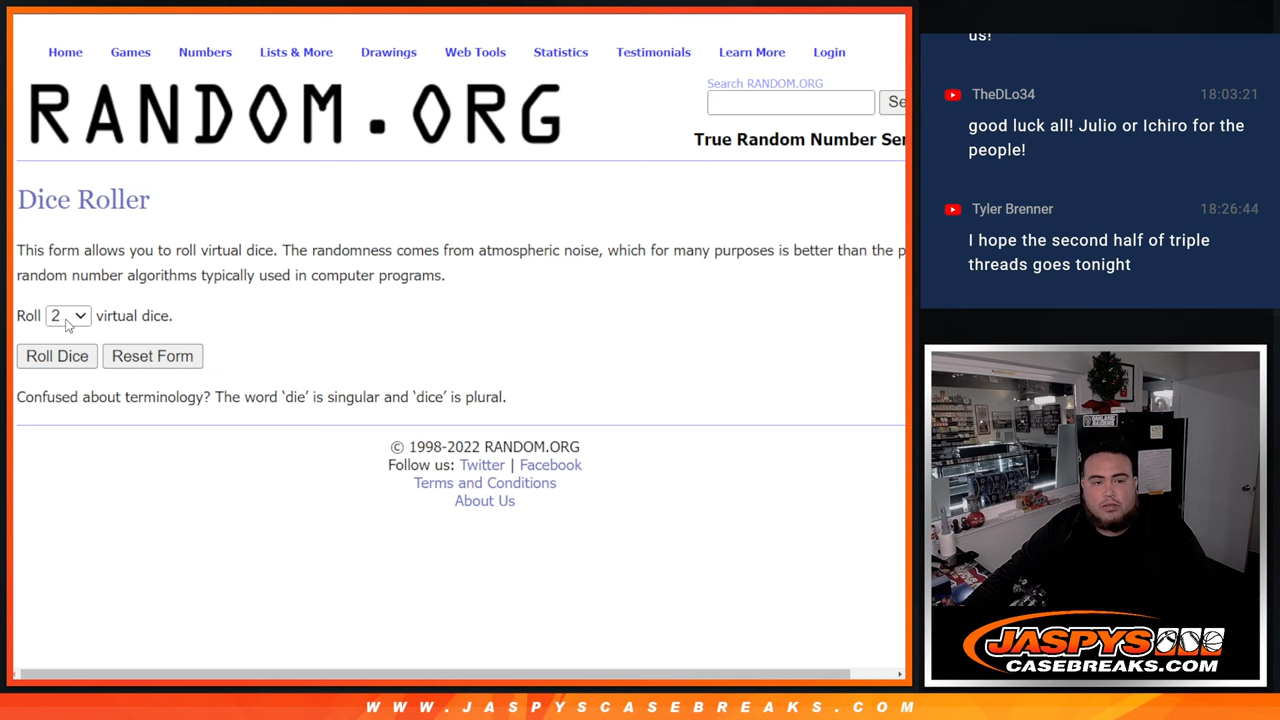 Home Games Numbers Lists & More Drawings Web Tools Statistics Testimonials Learn More Login
RANDOM.ORG
Search RANDOM.ORG
Se
True Random Number Ser
Dice Roller
This form allows you to roll virtual dice. The randomness comes from atmospheric noise, which for many purposes is better than the p
random number algorithms typically used in computer programs.
Roll 2 virtual dice.
Roll Dice Reset Form
Confused about terminology? The word ‘die’ is singular and ‘dice’ is plural.
© 1998-2022 RANDOM.ORG
Follow us: Twitter | Facebook
Terms and Conditions
About Us
us!
TheDLo34 18:03:21
good luck all! Julio or Ichiro for the
people!
Tyler Brenner 18:26:44
I hope the second half of triple
threads goes tonight
JASPYS
CASEBREAKS.COM
WWW.JASPYSCASEBREAKS.COM